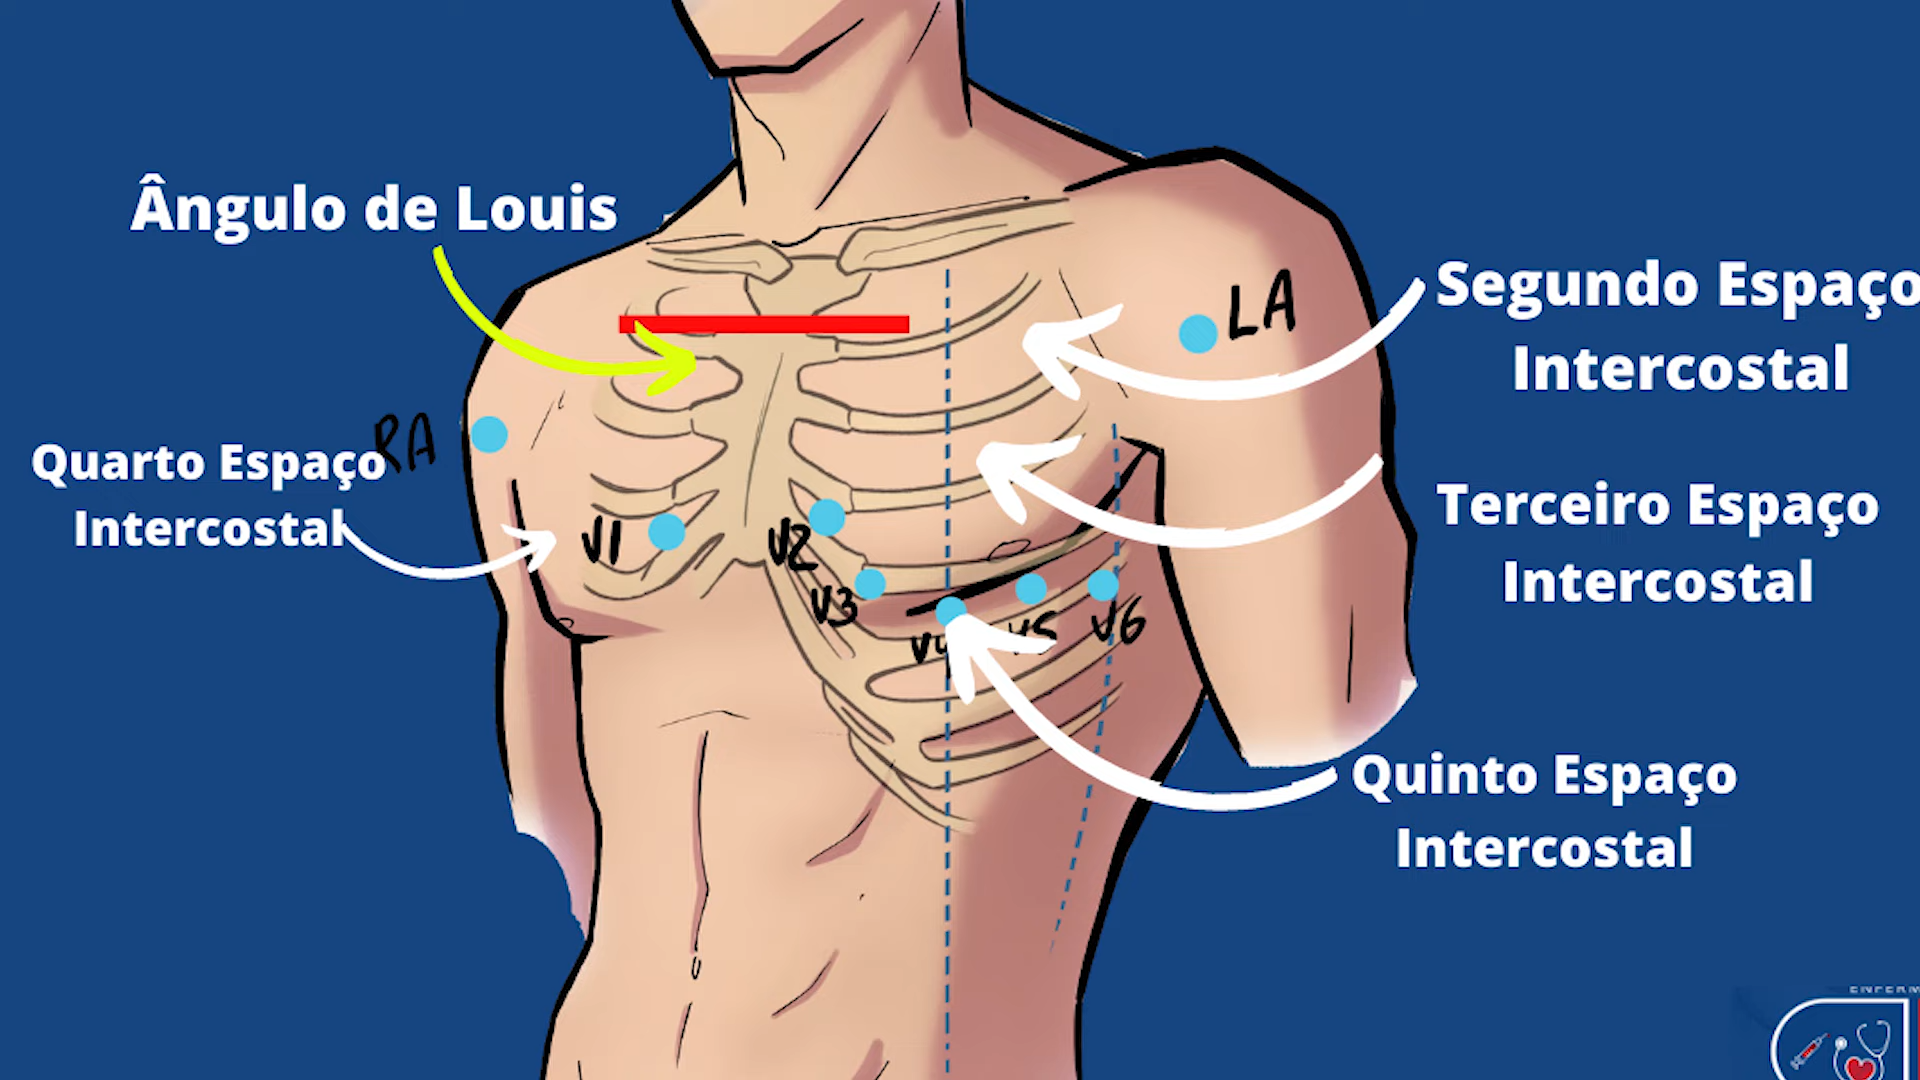 Ângulo de Louis
Segundo Espaço
Intercostal
LA
RA
Quarto Espaço
Intercostal
Terceiro Espaço
Intercostal
V1
V2
V3
V4
V5
V6
Quinto Espaço
Intercostal